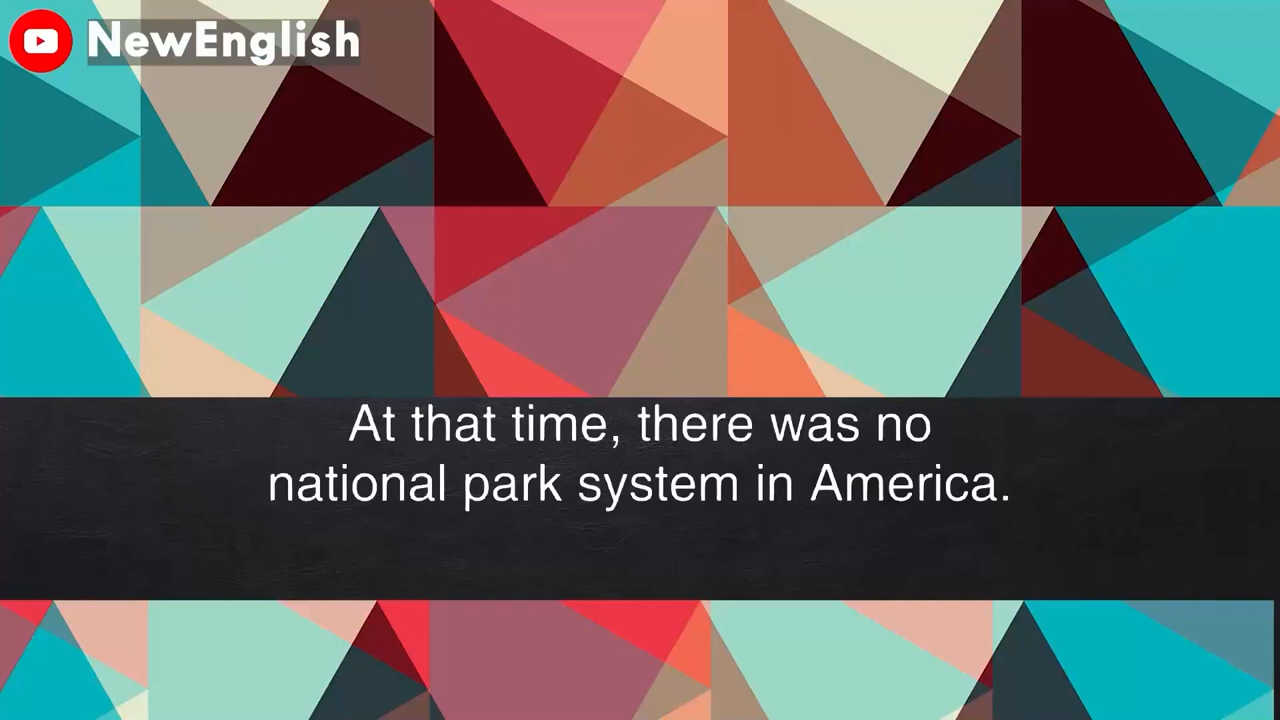 NewEnglish
At that time, there was no
national park system in America.